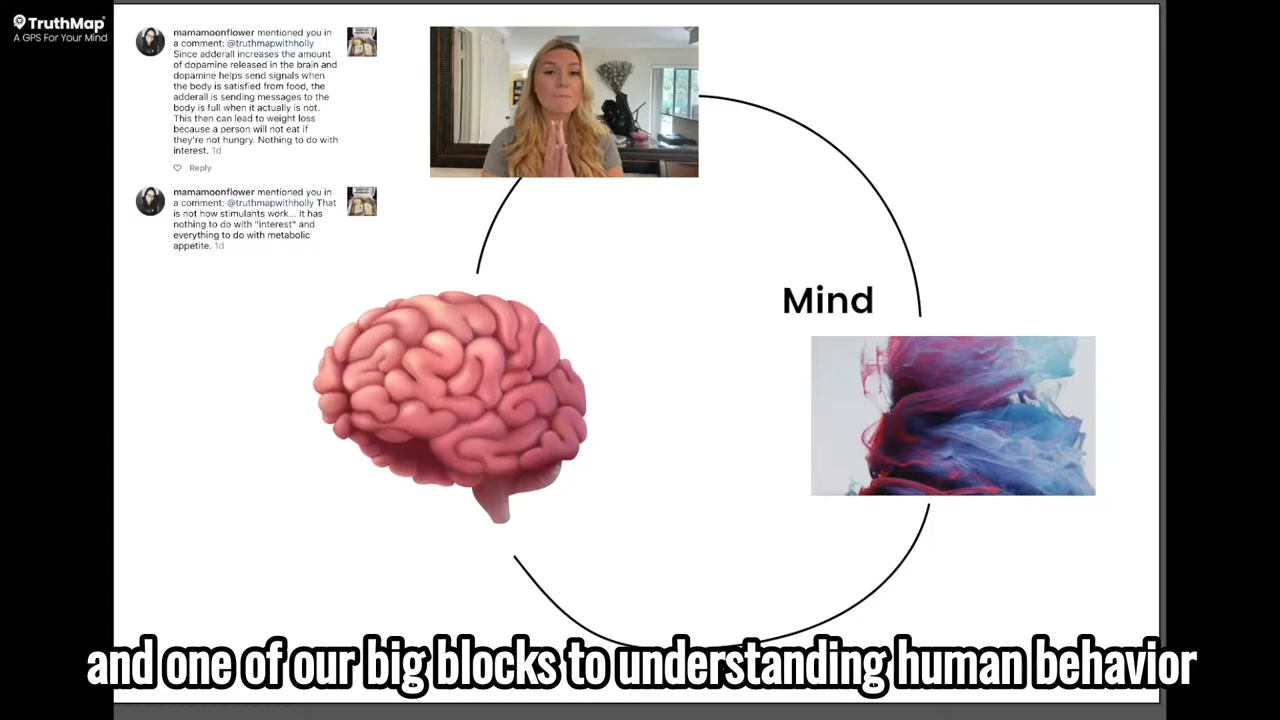 TruthMap®
A GPS For Your Mind
mamamoonflower mentioned you in
a comment: @truthmapwithholly
Since adderall increases the amount
of dopamine released in the brain and
dopamine helps send signals when
the body is satisfied from food, the
adderall is sending messages to the
body is full when it actually is not.
This then can lead to weight loss
because a person will not eat if
they're not hungry. Nothing to do with
interest. 1d
Reply
mamamoonflower mentioned you in
a comment: @truthmapwithholly That
is not how stimulants work... It has
nothing to do with "interest" and
everything to do with metabolic
appetite. 1d
Mind
and one of our big blocks to understanding human behavior